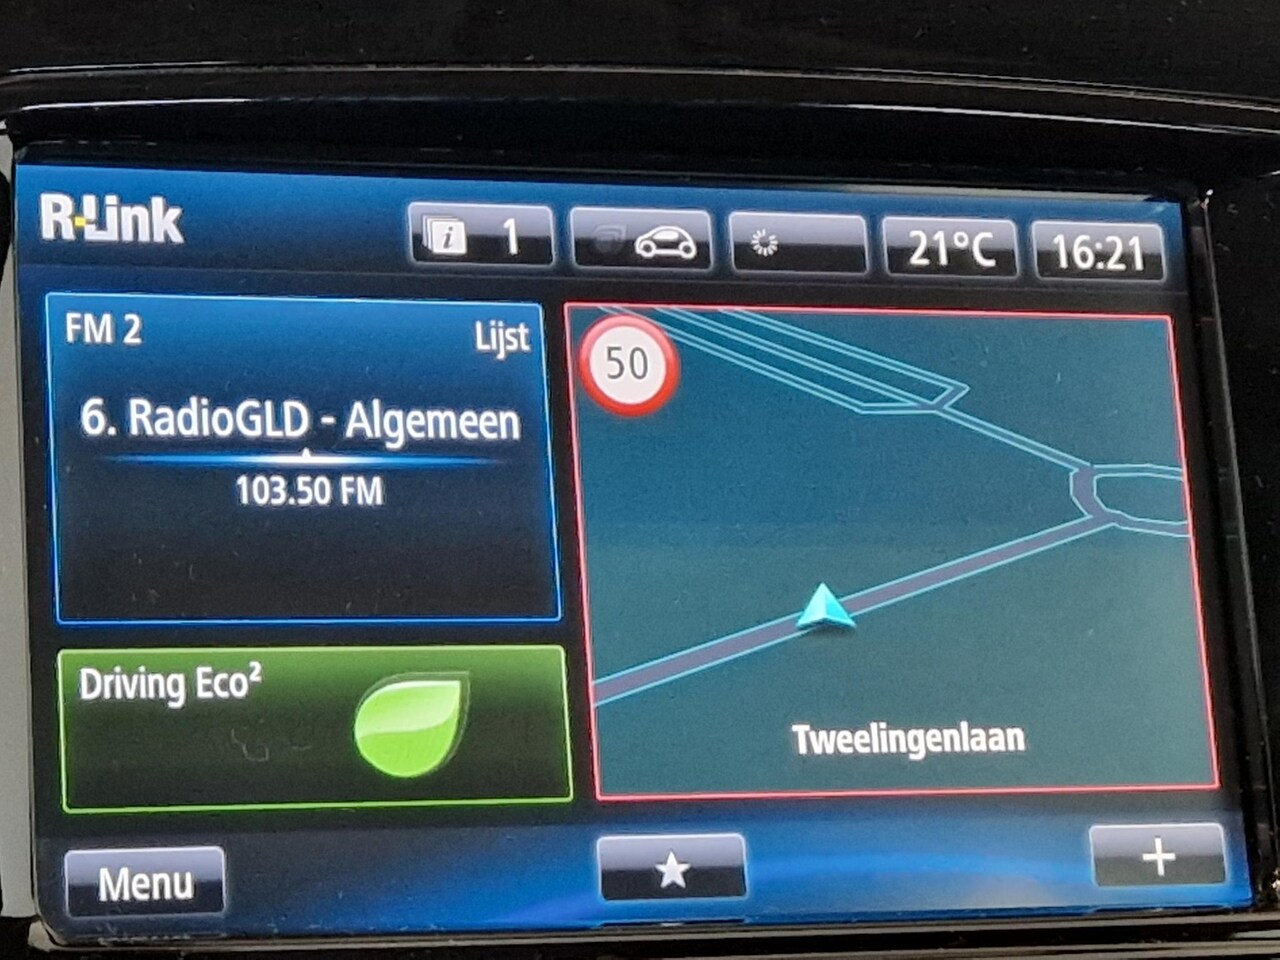 R-Link
i 1
21°C
16:21
FM 2
Lijst
6. RadioGLD - Algemeen
103.50 FM
50
Driving Eco²
Tweelingenlaan
Menu
+